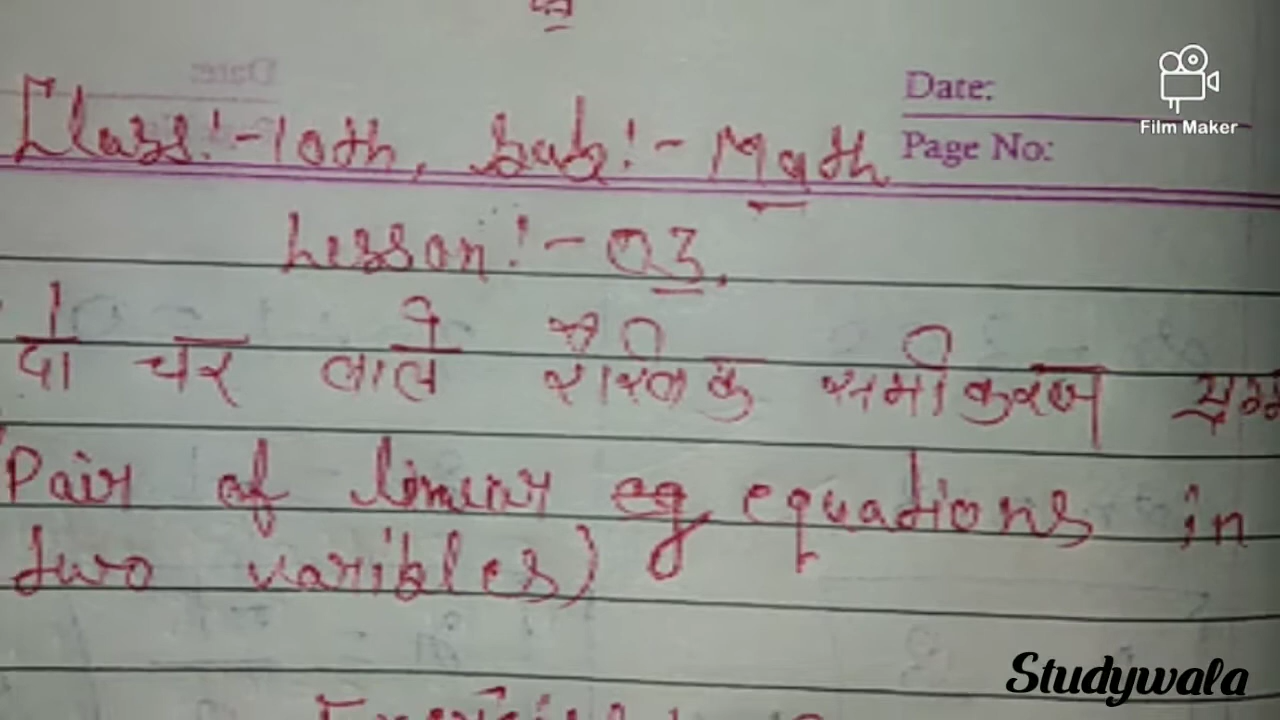 Date:
Film Maker
Class:-10th, Sub:- Math
Page No:
Lesson:-03.
दो चर वाले रैखिक समीकरण युग्म
Pair of linear eq equations in
two varibles)
Studywala